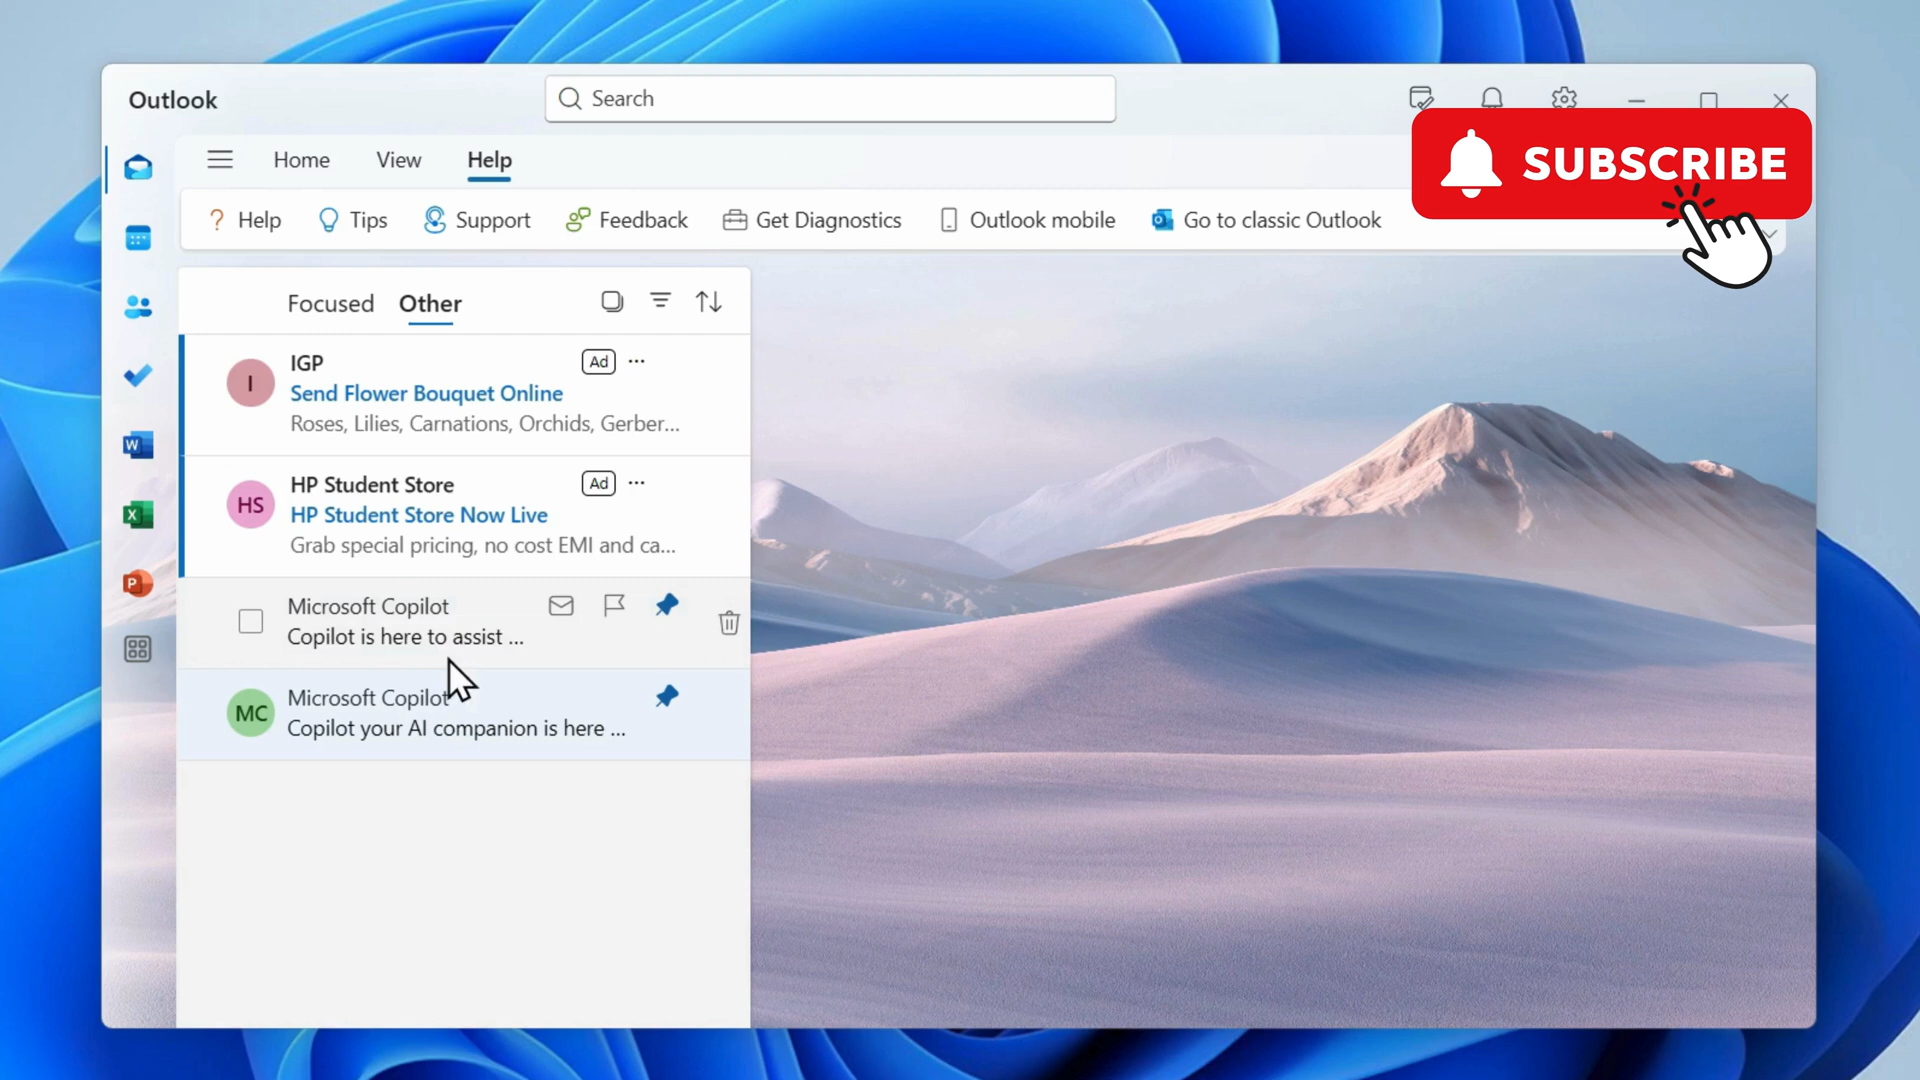 Outlook
Search
SUBSCRIBE
Home View Help
? Help Tips Support Feedback Get Diagnostics Outlook mobile Go to classic Outlook
Focused Other
IGP Ad ...
I
Send Flower Bouquet Online
Roses, Lilies, Carnations, Orchids, Gerber...
HP Student Store Ad ...
HS
HP Student Store Now Live
Grab special pricing, no cost EMI and ca...
Microsoft Copilot
Copilot is here to assist ...
Microsoft Copilot
MC
Copilot your AI companion is here ...
W
X
P